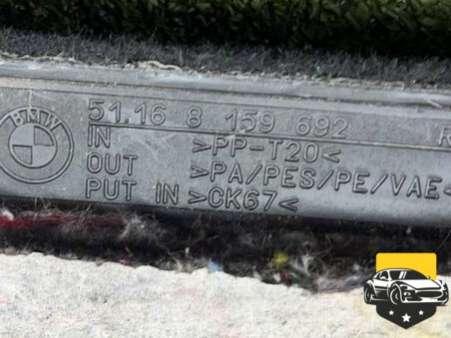 BMW
51.16 8 159 692 R
IN >PP-T20<
OUT >PA/PES/PE/VAE<
PUT IN >CK67<